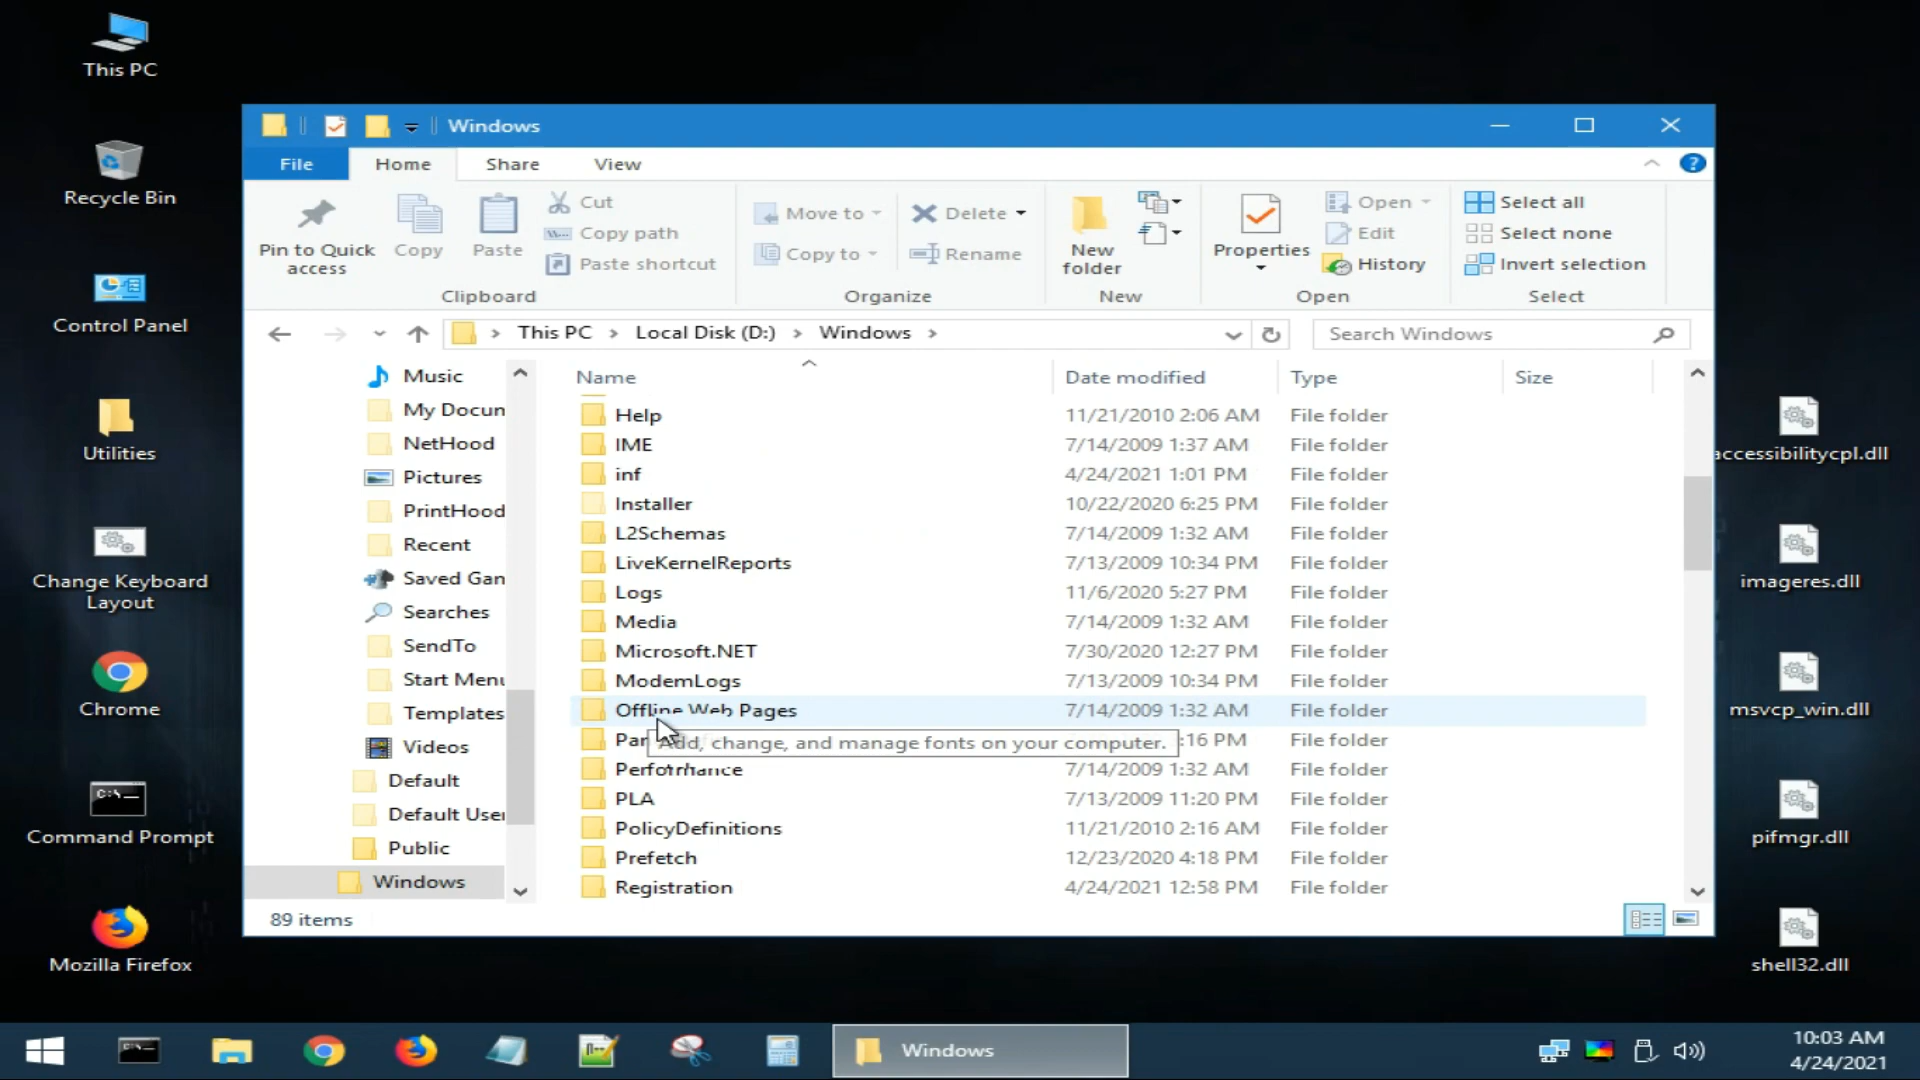 This PC
Recycle Bin
Control Panel
Utilities
Change Keyboard
Layout
Chrome
Command Prompt
Mozilla Firefox
Windows
File Home Share View
Pin to Quick
access
Copy
Paste
Cut
Copy path
Paste shortcut
Clipboard
Move to
Copy to
Delete
Rename
Organize
New
folder
New
Properties
Open
Edit
History
Open
Select all
Select none
Invert selection
Select
This PC Local Disk (D:) Windows
Search Windows
Music
My Docun
NetHood
Pictures
PrintHood
Recent
Saved Gan
Searches
SendTo
Start Menu
Templates
Videos
Default
Default User
Public
Windows
Name Date modified Type Size
Help 11/21/2010 2:06 AM File folder
IME 7/14/2009 1:37 AM File folder
inf 4/24/2021 1:01 PM File folder
Installer 10/22/2020 6:25 PM File folder
L2Schemas 7/14/2009 1:32 AM File folder
LiveKernelReports 7/13/2009 10:34 PM File folder
Logs 11/6/2020 5:27 PM File folder
Media 7/14/2009 1:32 AM File folder
Microsoft.NET 7/30/2020 12:27 PM File folder
ModemLogs 7/13/2009 10:34 PM File folder
Offline Web Pages 7/14/2009 1:32 AM File folder
:16 PM File folder
Add, change, and manage fonts on your computer.
Performance 7/14/2009 1:32 AM File folder
PLA 7/13/2009 11:20 PM File folder
PolicyDefinitions 11/21/2010 2:16 AM File folder
Prefetch 12/23/2020 4:18 PM File folder
Registration 4/24/2021 12:58 PM File folder
89 items
accessibilitycpl.dll
imageres.dll
msvcp_win.dll
pifmgr.dll
shell32.dll
Windows
10:03 AM
4/24/2021